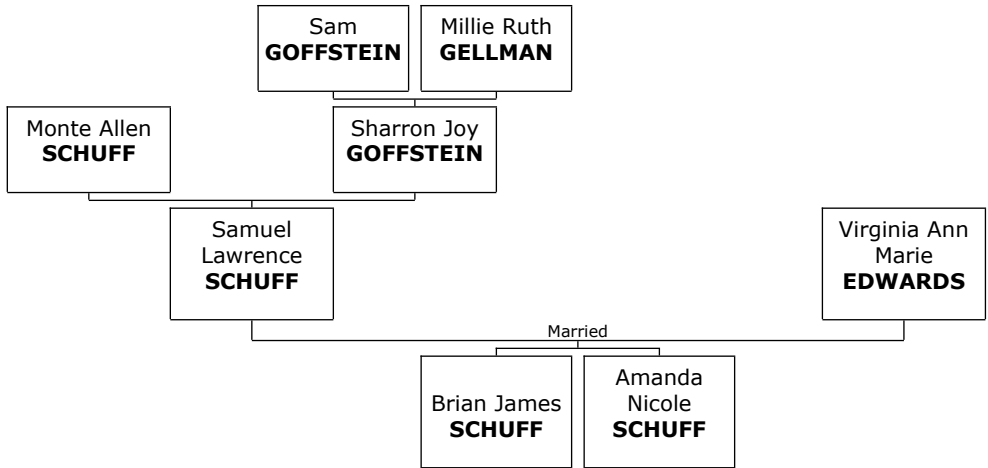 Sam
GOFFSTEIN
Millie Ruth
GELLMAN
Monte Allen
SCHUFF
Sharron Joy
GOFFSTEIN
Samuel
Lawrence
SCHUFF
Virginia Ann
Marie
EDWARDS
Married
Brian James
SCHUFF
Amanda
Nicole
SCHUFF